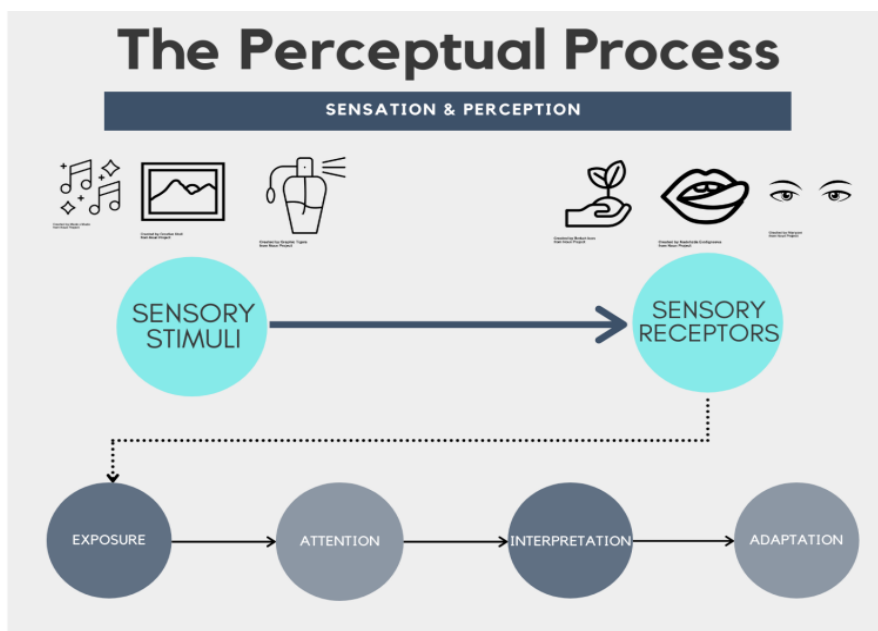 The Perceptual Process
SENSATION & PERCEPTION
SENSORY
STIMULI
SENSORY
RECEPTORS
EXPOSURE
ATTENTION
INTERPRETATION
ADAPTATION